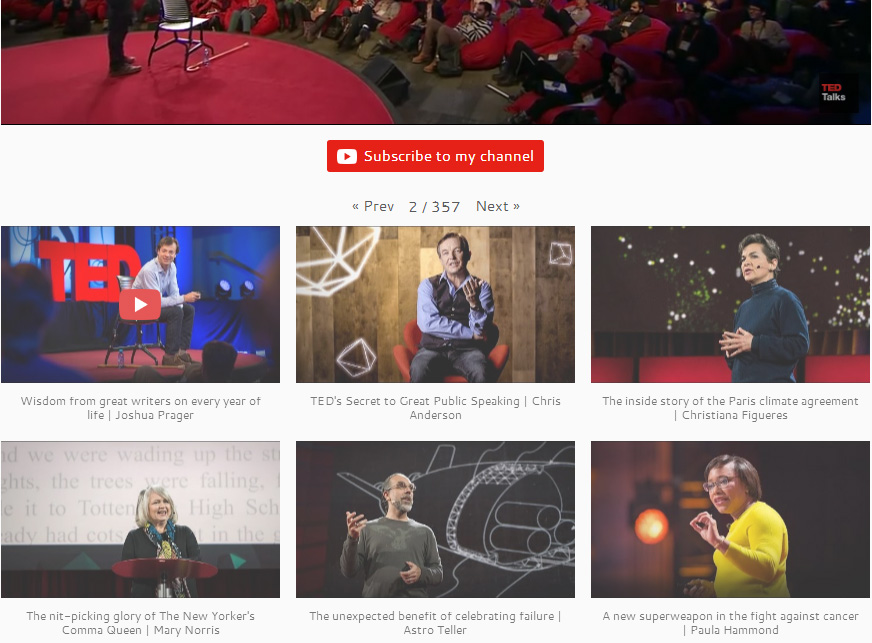 TED
Talks
Subscribe to my channel
« Prev 2 / 357 Next »
TED
Wisdom from great writers on every year of
life | Joshua Prager
TED's Secret to Great Public Speaking | Chris
Anderson
The inside story of the Paris climate agreement
| Christiana Figueres
nd we were wading up the st
ghts, the trees were falling,
e it to Totten High Sch
eady had cots t in the g
The nit-picking glory of The New Yorker's
Comma Queen | Mary Norris
The unexpected benefit of celebrating failure |
Astro Teller
A new superweapon in the fight against cancer
| Paula Hammond